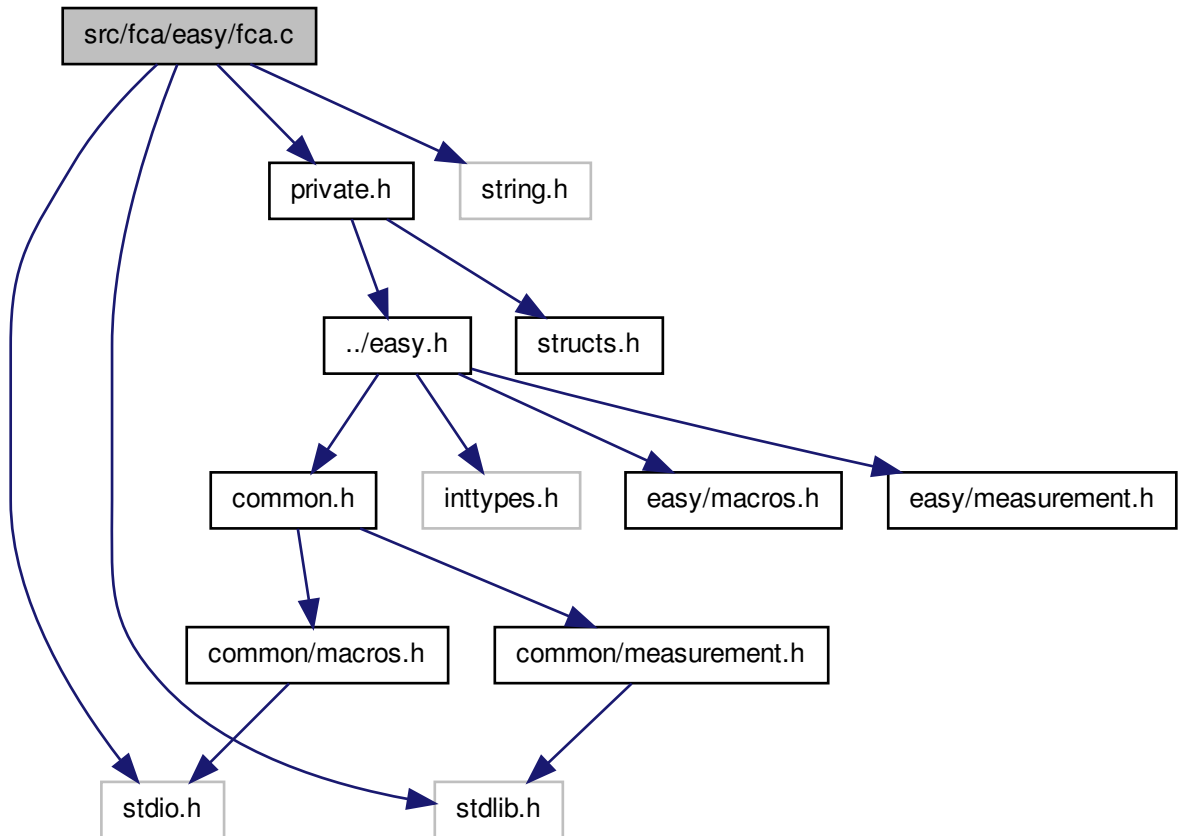 src/fca/easy/fca.c
private.h
string.h
../easy.h
structs.h
common.h
inttypes.h
easy/macros.h
easy/measurement.h
common/macros.h
common/measurement.h
stdio.h
stdlib.h